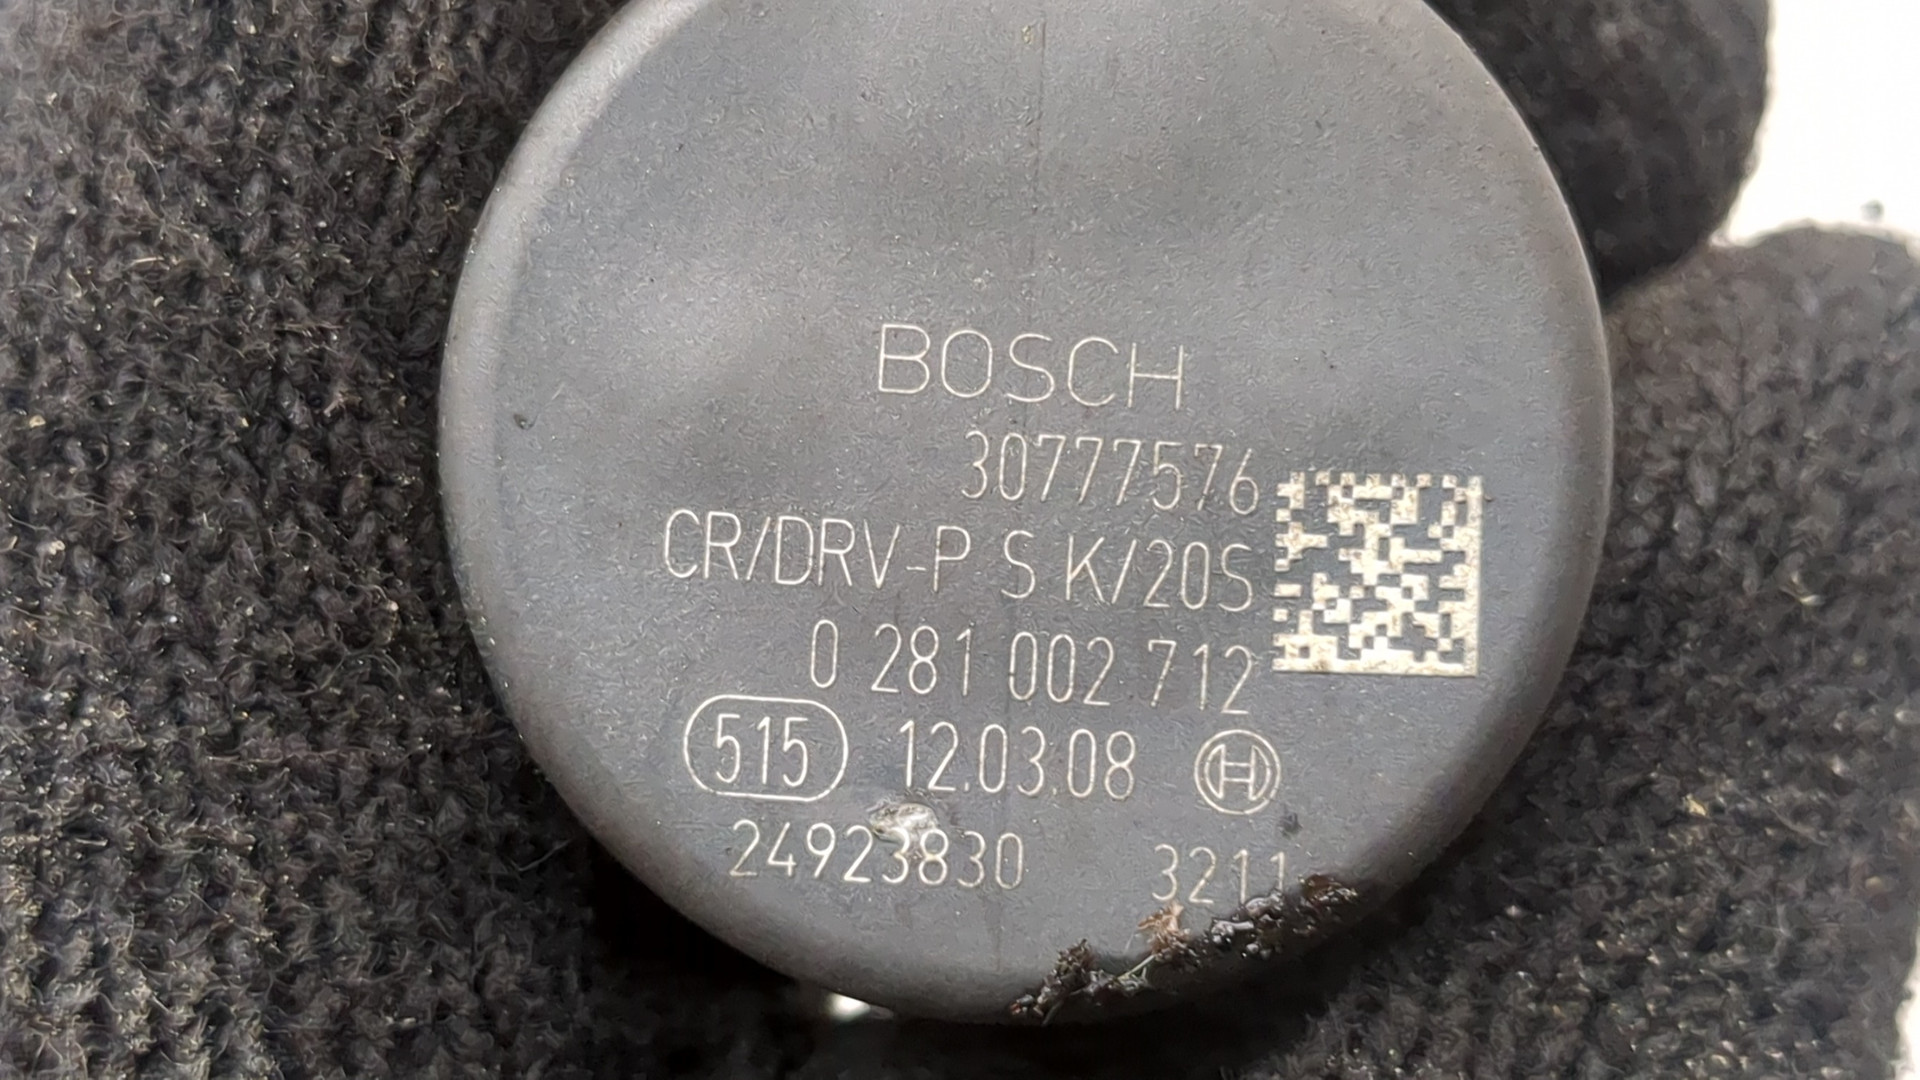 BOSCH
30777576
CR/DRV-P S K/20S
0 281 002 712
515 12.03.08 H
24923830 3211